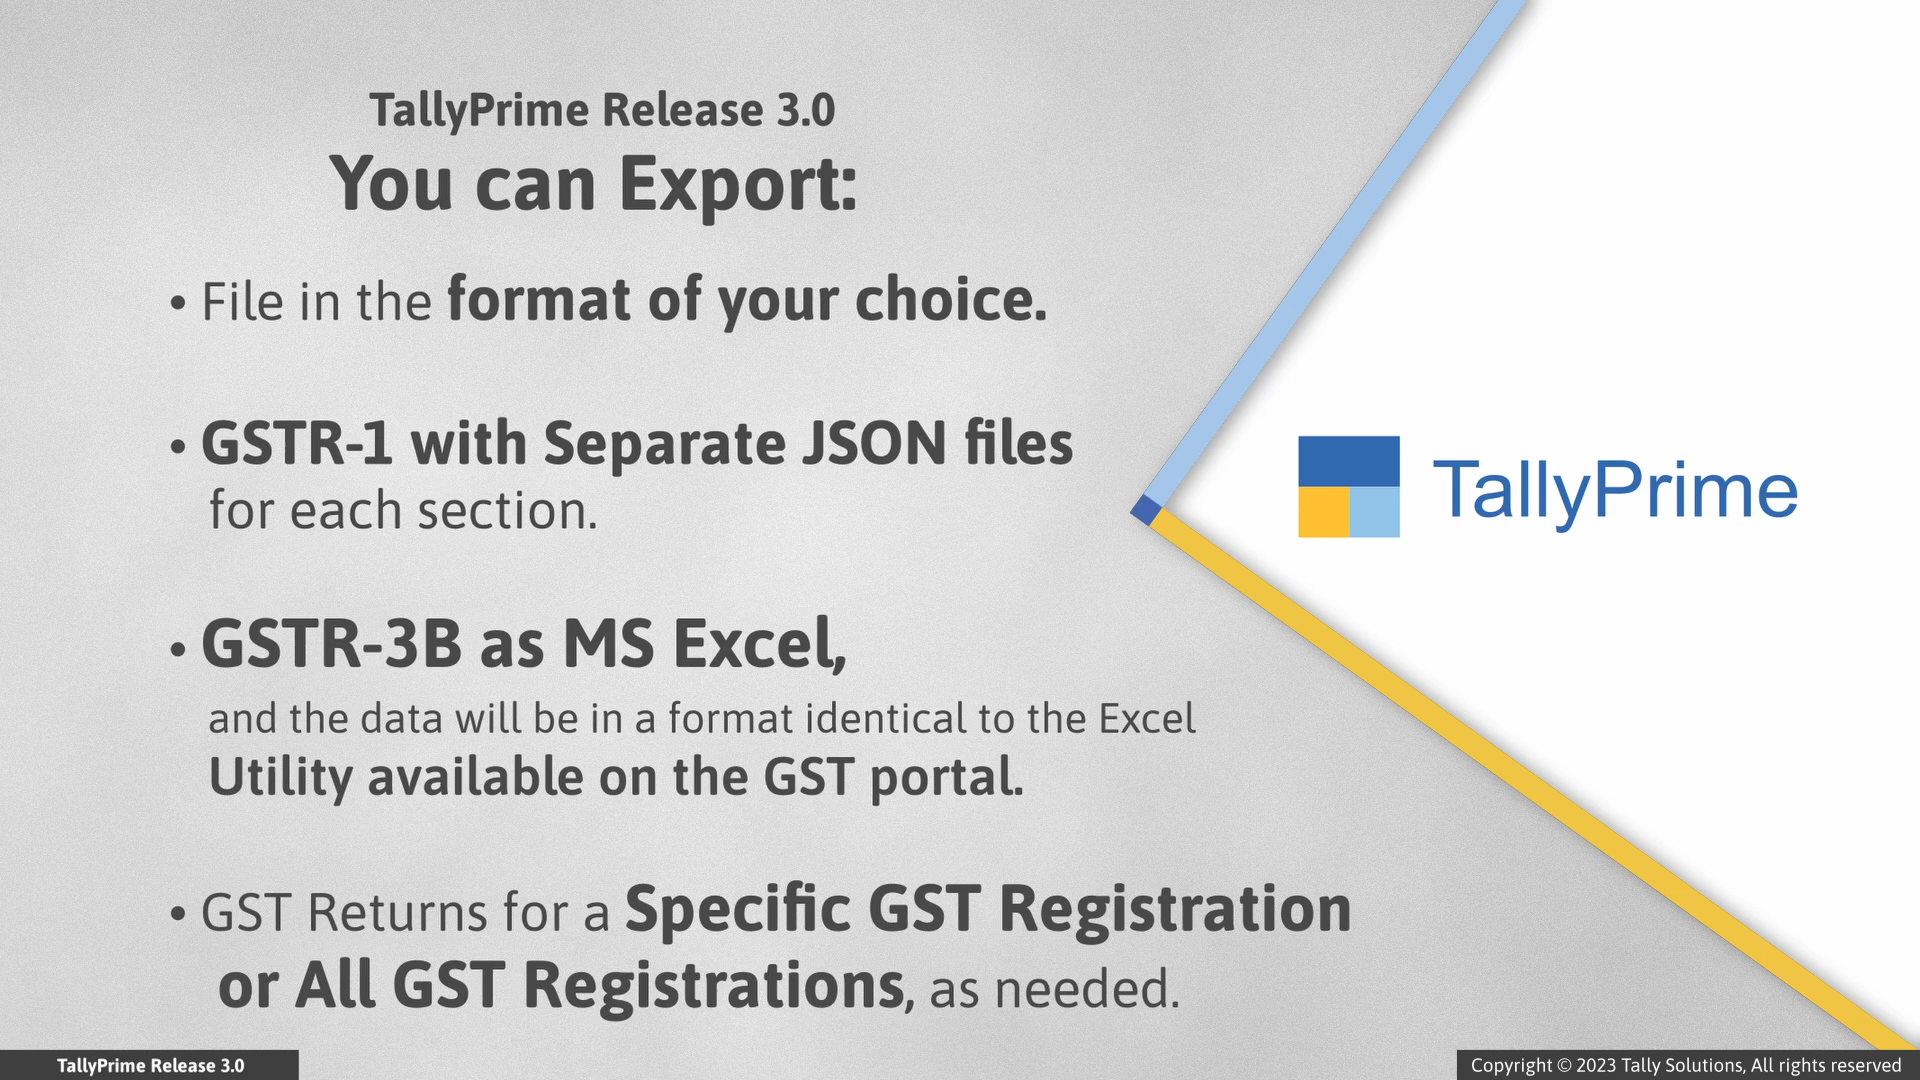 TallyPrime Release 3.0
You can Export:
• File in the format of your choice.
• GSTR-1 with Separate JSON files
for each section.
• GSTR-3B as MS Excel,
and the data will be in a format identical to the Excel
Utility available on the GST portal.
• GST Returns for a Specific GST Registration
or All GST Registrations, as needed.
TallyPrime
TallyPrime Release 3.0
Copyright © 2023 Tally Solutions, All rights reserved